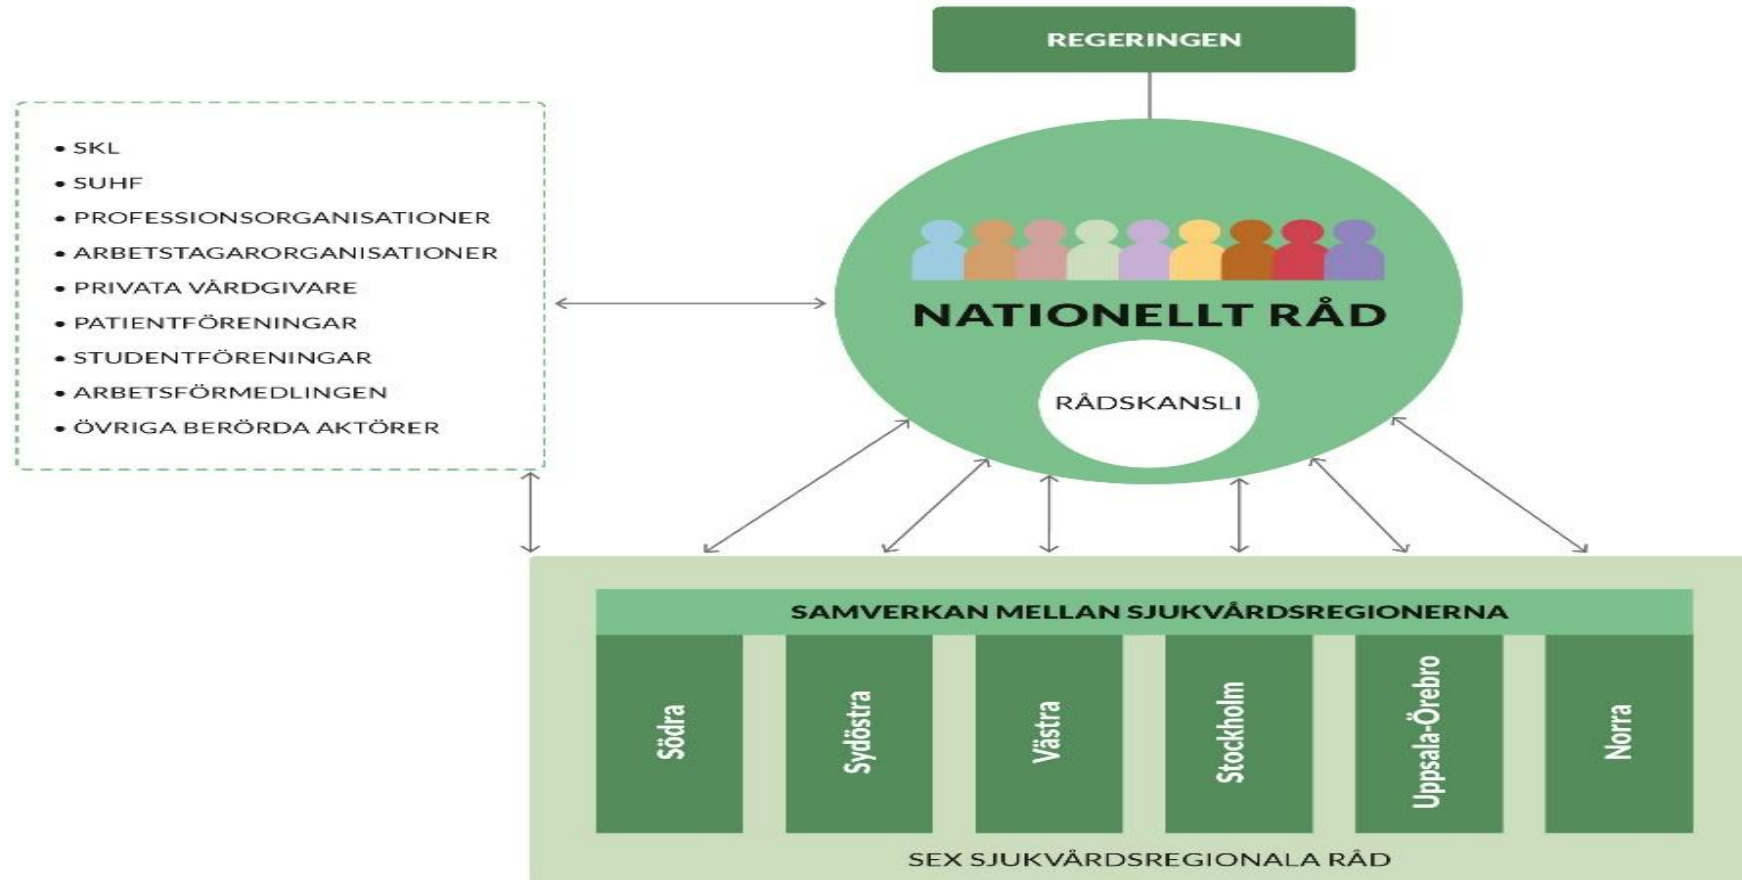 REGERINGEN
• SKL
• SUHF
• PROFESSIONSORGANISATIONER
• ARBETSTAGARORGANISATIONER
• PRIVATA VÅRDGIVARE
• PATIENTFÖRENINGAR
• STUDENTFÖRENINGAR
• ARBETSFÖRMEDLINGEN
• ÖVRIGA BERÖRDA AKTÖRER
NATIONELLT RÅD
RÅDSKANSLI
SAMVERKAN MELLAN SJUKVÅRDSREGIONERNA
Södra
Sydöstra
Västra
Stockholm
Uppsala-Örebro
Norra
SEX SJUKVÅRDSREGIONALA RÅD